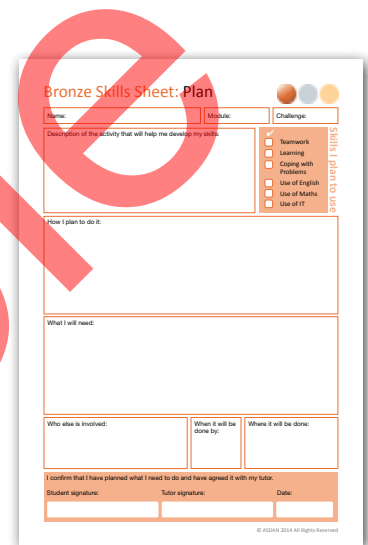 Bronze Skills Sheet: Plan
Name:
Module:
Challenge:
Description of the activity that will help me develop my skills:
Skills I plan to use
Teamwork
Learning
Coping with
Problems
Use of English
Use of Maths
Use of IT
How I plan to do it:
What I will need:
Who else is involved:
When it will be
done by:
Where it will be done:
I confirm that I have planned what I need to do and have agreed it with my tutor.
Student signature:
Tutor signature:
Date:
© ASDAN 2014 All Rights Reserved